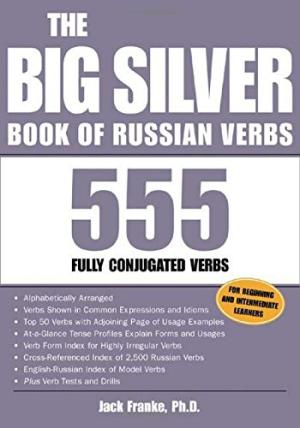 THE
BIG SILVER
BOOK OF RUSSIAN VERBS
555
FULLY CONJUGATED VERBS
FOR BEGINNING
AND INTERMEDIATE
LEARNERS
• Alphabetically Arranged
• Verbs Shown in Common Expressions and Idioms
• Top 50 Verbs with Adjoining Page of Usage Examples
• At-a-Glance Tense Profiles Explain Forms and Usages
• Verb Form Index for Highly Irregular Verbs
• Cross-Referenced Index of 2,500 Russian Verbs
• English-Russian Index of Model Verbs
• Plus Verb Tests and Drills
Jack Franke, Ph.D.